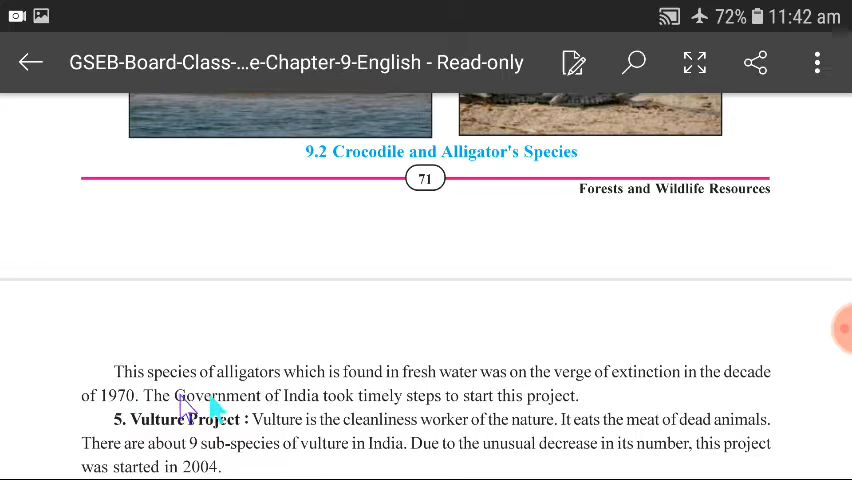 72% 11:42 am
GSEB-Board-Class-...e-Chapter-9-English - Read-only
9.2 Crocodile and Alligator's Species
71
Forests and Wildlife Resources
This species of alligators which is found in fresh water was on the verge of extinction in the decade
of 1970. The Government of India took timely steps to start this project.
5. Vulture Project : Vulture is the cleanliness worker of the nature. It eats the meat of dead animals.
There are about 9 sub-species of vulture in India. Due to the unusual decrease in its number, this project
was started in 2004.